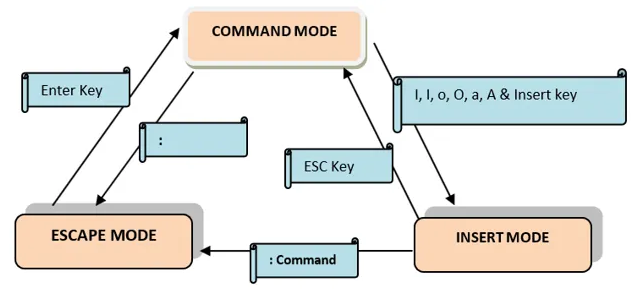 COMMAND MODE
Enter Key
I, I, o, O, a, A & Insert key
:
ESC Key
ESCAPE MODE
INSERT MODE
: Command